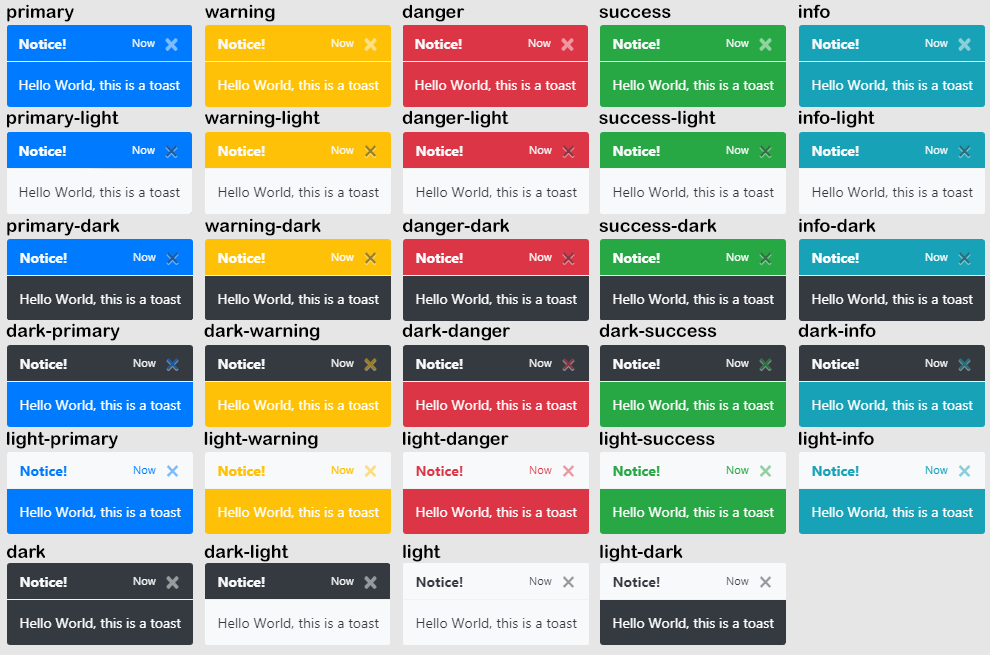 primary warning danger success info
Notice! Now Notice! Now Notice! Now Notice! Now Notice! Now
Hello World, this is a toast Hello World, this is a toast Hello World, this is a toast Hello World, this is a toast Hello World, this is a toast
primary-light warning-light danger-light success-light info-light
Notice! Now Notice! Now Notice! Now Notice! Now Notice! Now
Hello World, this is a toast Hello World, this is a toast Hello World, this is a toast Hello World, this is a toast Hello World, this is a toast
primary-dark warning-dark danger-dark success-dark info-dark
Notice! Now Notice! Now Notice! Now Notice! Now Notice! Now
Hello World, this is a toast Hello World, this is a toast Hello World, this is a toast Hello World, this is a toast Hello World, this is a toast
dark-primary dark-warning dark-danger dark-success dark-info
Notice! Now Notice! Now Notice! Now Notice! Now Notice! Now
Hello World, this is a toast Hello World, this is a toast Hello World, this is a toast Hello World, this is a toast Hello World, this is a toast
light-primary light-warning light-danger light-success light-info
Notice! Now Notice! Now Notice! Now Notice! Now Notice! Now
Hello World, this is a toast Hello World, this is a toast Hello World, this is a toast Hello World, this is a toast Hello World, this is a toast
dark dark-light light light-dark
Notice! Now Notice! Now Notice! Now Notice! Now
Hello World, this is a toast Hello World, this is a toast Hello World, this is a toast Hello World, this is a toast